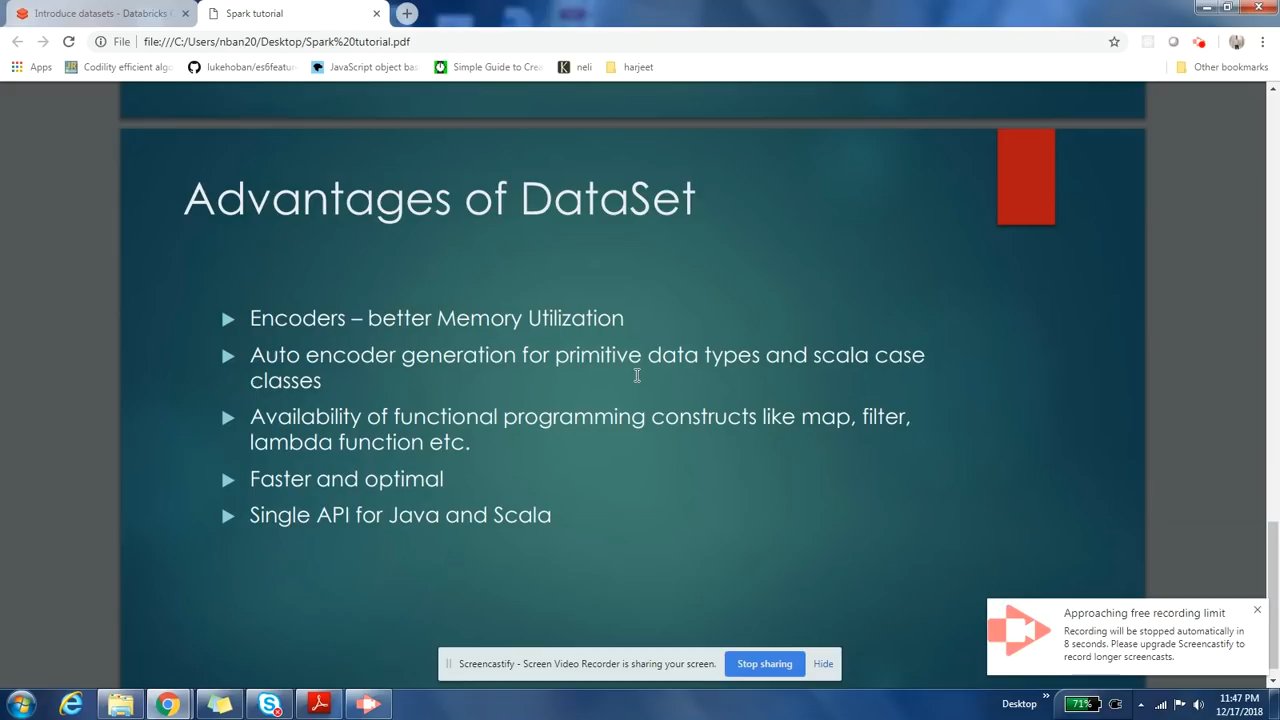 Introduce datasets - Databricks
Spark tutorial
File
file:///C:/Users/nban20/Desktop/Spark%20tutorial.pdf
Apps
Codility efficient algo
lukehoban/es6featur
JavaScript object bas
Simple Guide to Crea
neli
harjeet
Other bookmarks
Advantages of DataSet
Encoders – better Memory Utilization
Auto encoder generation for primitive data types and scala case
classes
Availability of functional programming constructs like map, filter,
lambda function etc.
Faster and optimal
Single API for Java and Scala
Approaching free recording limit
Recording will be stopped automatically in
8 seconds. Please upgrade Screencastify to
record longer screencasts.
Screencastify - Screen Video Recorder is sharing your screen.
Stop sharing
Hide
Desktop
71%
11:47 PM
12/17/2018